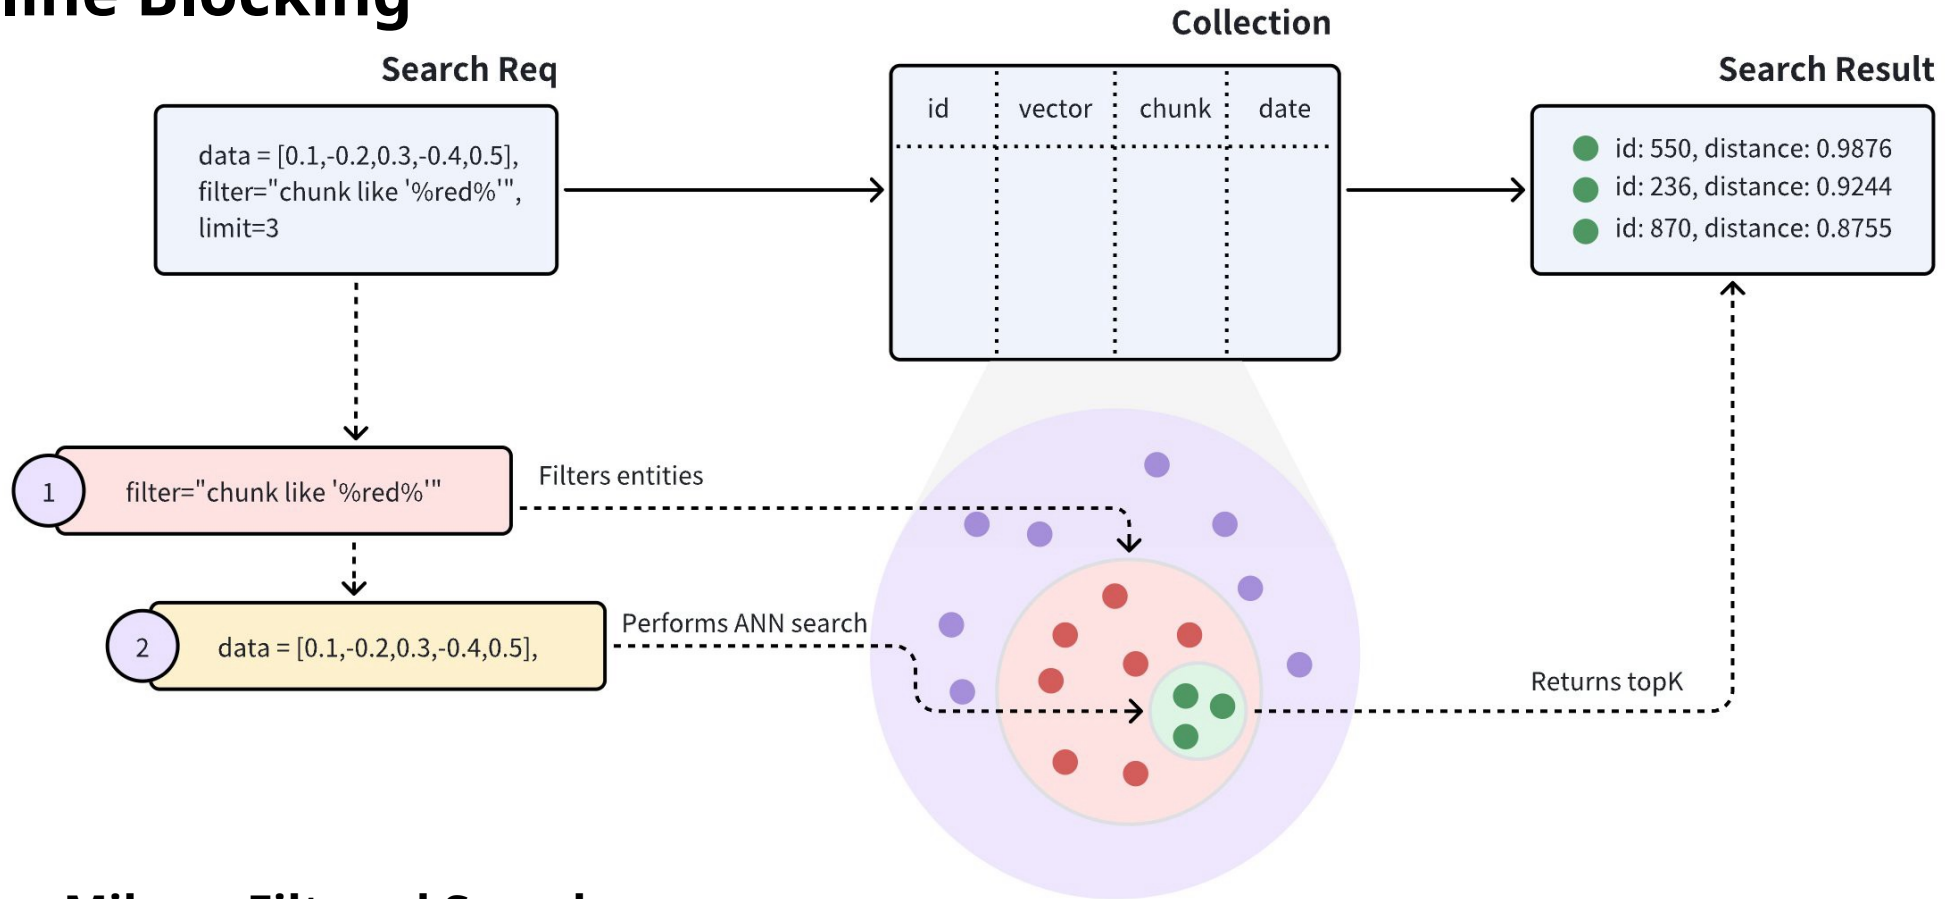 Blocking
Collection
Search Req
Search Result
id
vector
chunk
date
data = [0.1,-0.2,0.3,-0.4,0.5],
filter="chunk like '%red%'",
limit=3
id: 550, distance: 0.9876
id: 236, distance: 0.9244
id: 870, distance: 0.8755
1
filter="chunk like '%red%'"
Filters entities
2
data = [0.1,-0.2,0.3,-0.4,0.5],
Performs ANN search
Returns topK